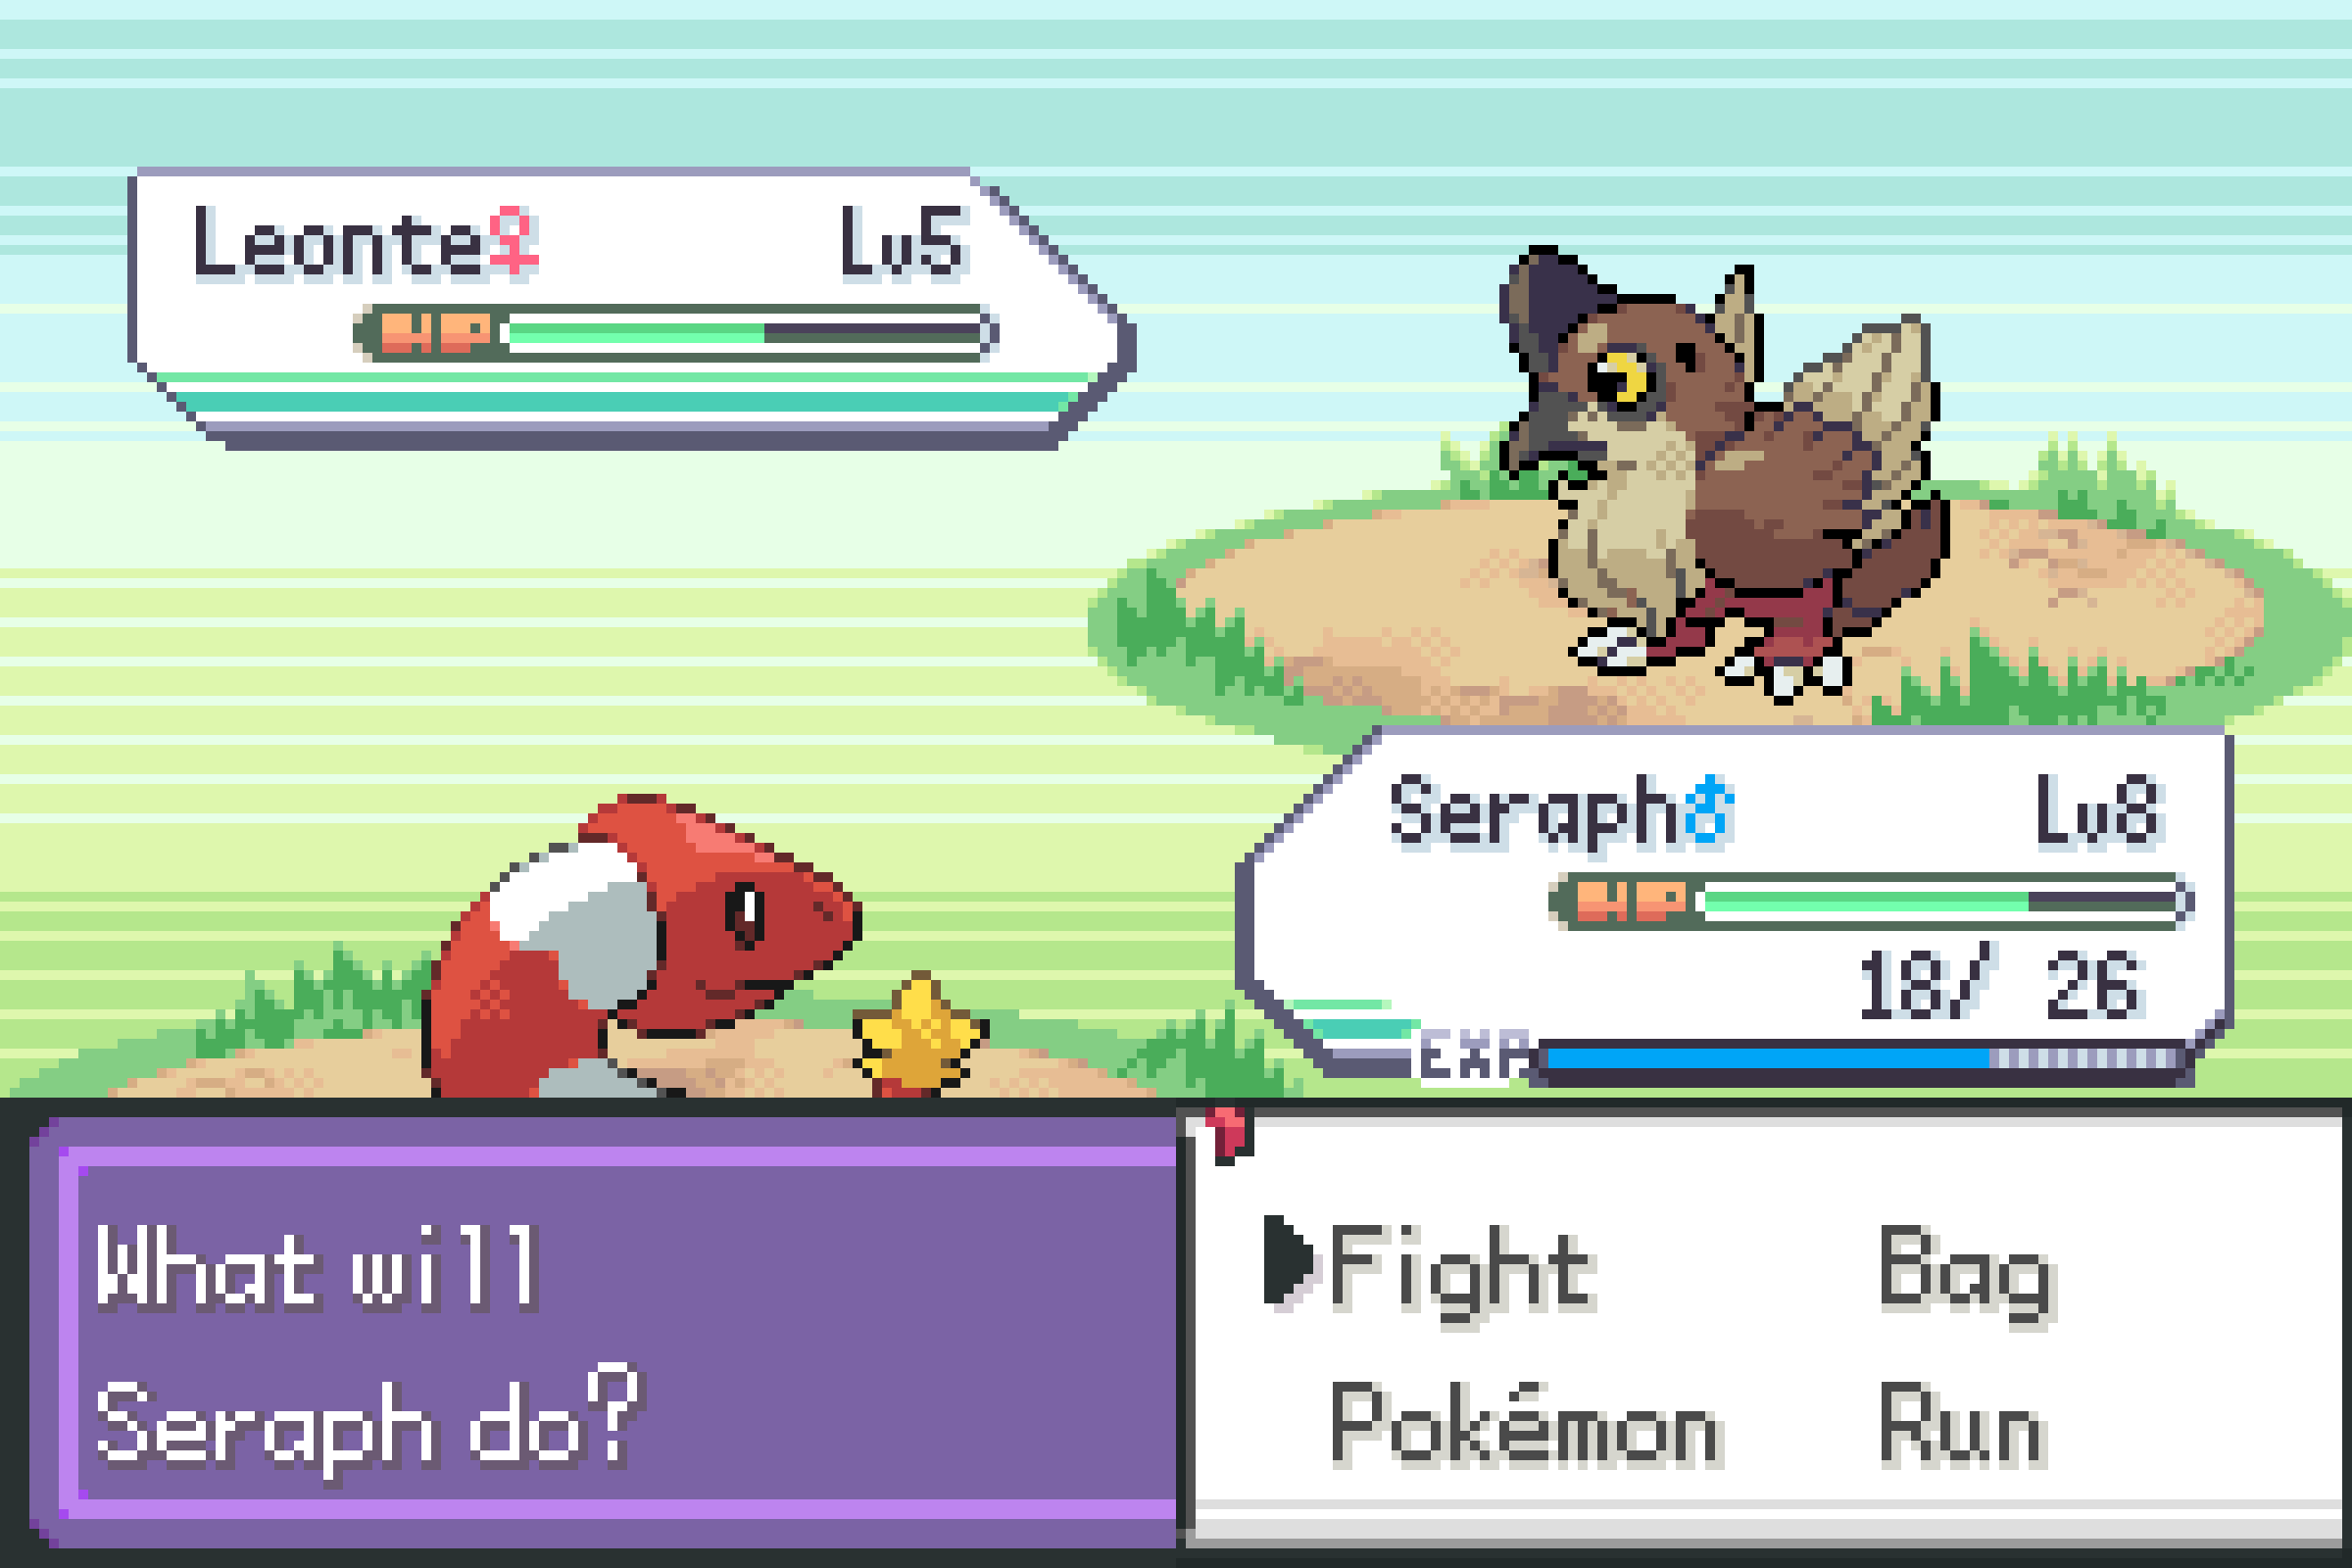 Leonte♀ Lv5
HP
Seraph♂ Lv8
HP
18/ 26
EXP
What will
Seraph do?
Fight Bag
Pokémon Run